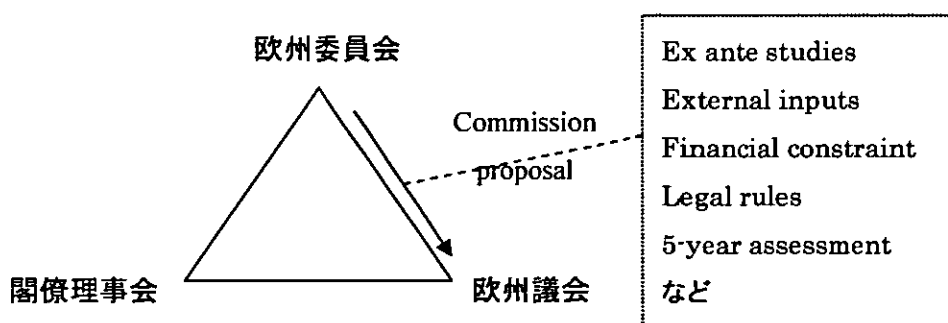 欧州委員会
Commission
proposal
閣僚理事会
欧州議会
Ex ante studies
External inputs
Financial constraint
Legal rules
5-year assessment
など